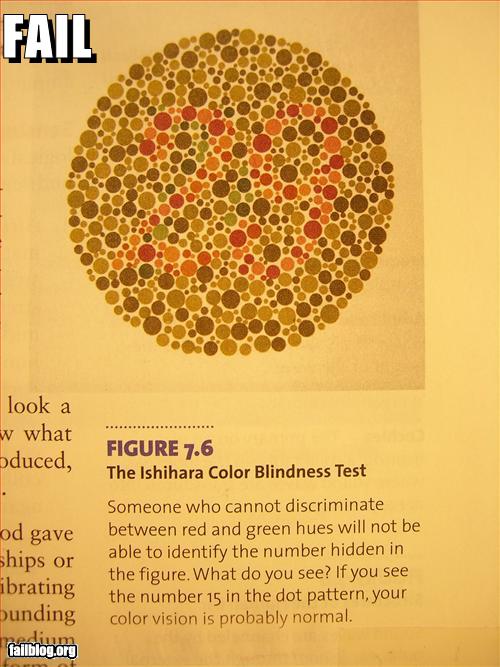 FAIL
29
look a
w what
oduced,
.
od gave
ships or
ibrating
ounding
medium
form of
FIGURE 7.6
The Ishihara Color Blindness Test
Someone who cannot discriminate
between red and green hues will not be
able to identify the number hidden in
the figure. What do you see? If you see
the number 15 in the dot pattern, your
color vision is probably normal.
failblog.org